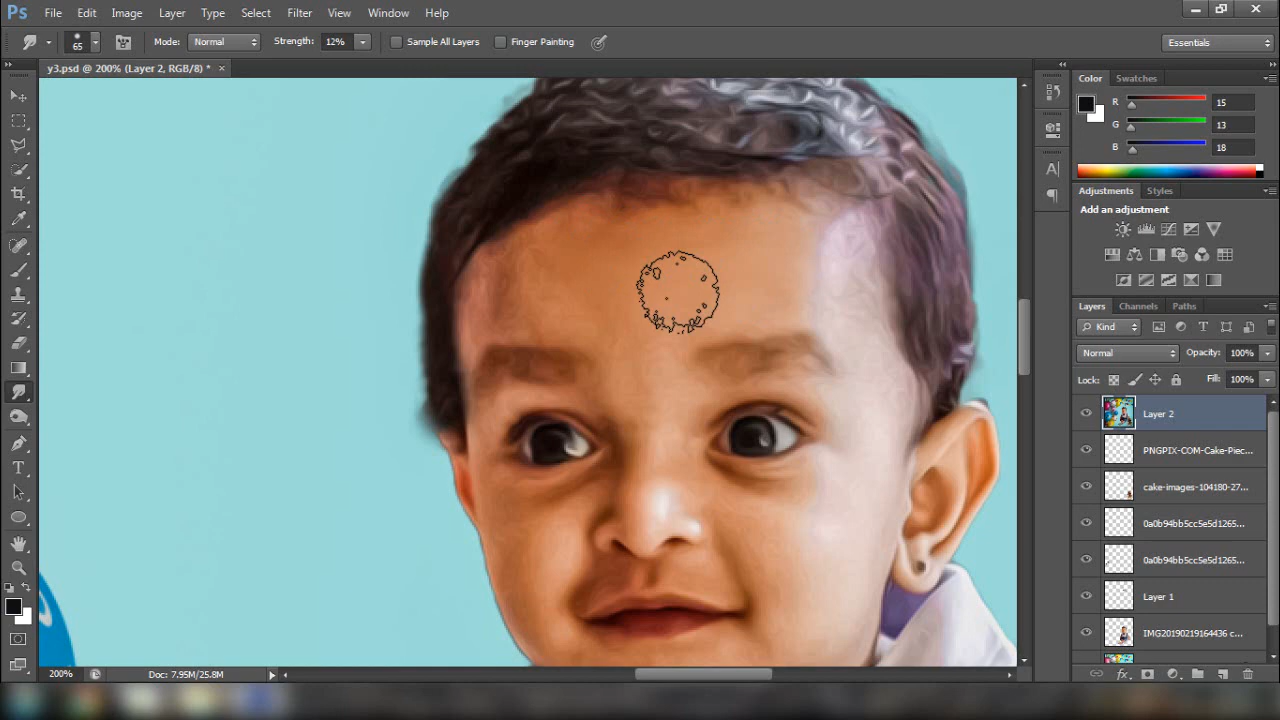 Ps File Edit Image Layer Type Select Filter View Window Help
65 Mode: Normal Strength: 12% Sample All Layers Finger Painting Essentials
y3.psd @ 200% (Layer 2, RGB/8) * ×
Color Swatches
R 15
G 13
B 18
Adjustments Styles
Add an adjustment
Layers Channels Paths
Kind
Normal Opacity: 100%
Lock: Fill: 100%
Layer 2
PNGPIX-COM-Cake-Piec...
cake-images-104180-27...
0a0b94bb5cc5e5d1265...
0a0b94bb5cc5e5d1265...
Layer 1
IMG20190219164436 c...
200% Doc: 7.95M/25.8M